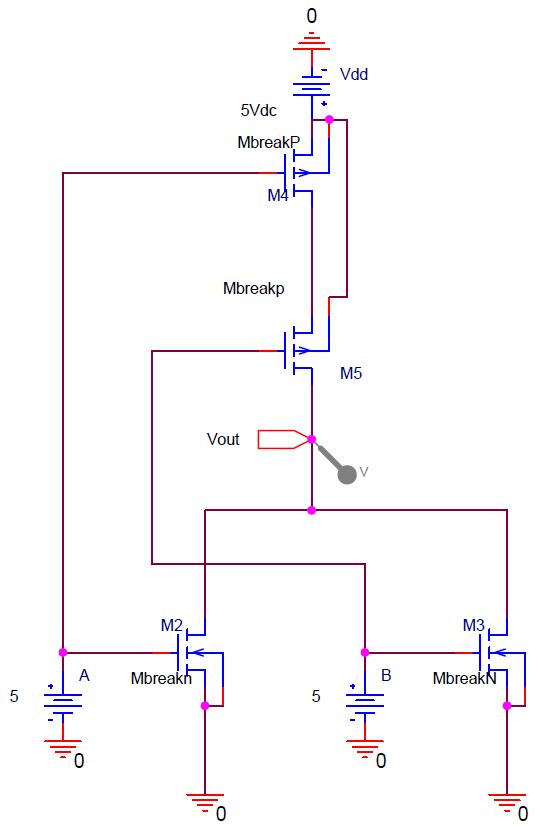 0
- Vdd
5Vdc
+
MbreakP
M4
Mbreakp
M5
Vout
V
M2
M3
A
B
Mbreakn
MbreakN
+
+
5
5
-
-
0
0
0
0